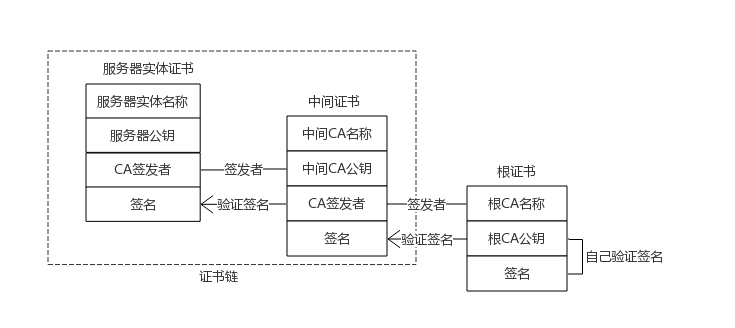 服务器实体证书
服务器实体名称
服务器公钥
CA签发者
签名
签发者
验证签名
中间证书
中间CA名称
中间CA公钥
CA签发者
签名
签发者
验证签名
根证书
根CA名称
根CA公钥
签名
自己验证签名
证书链